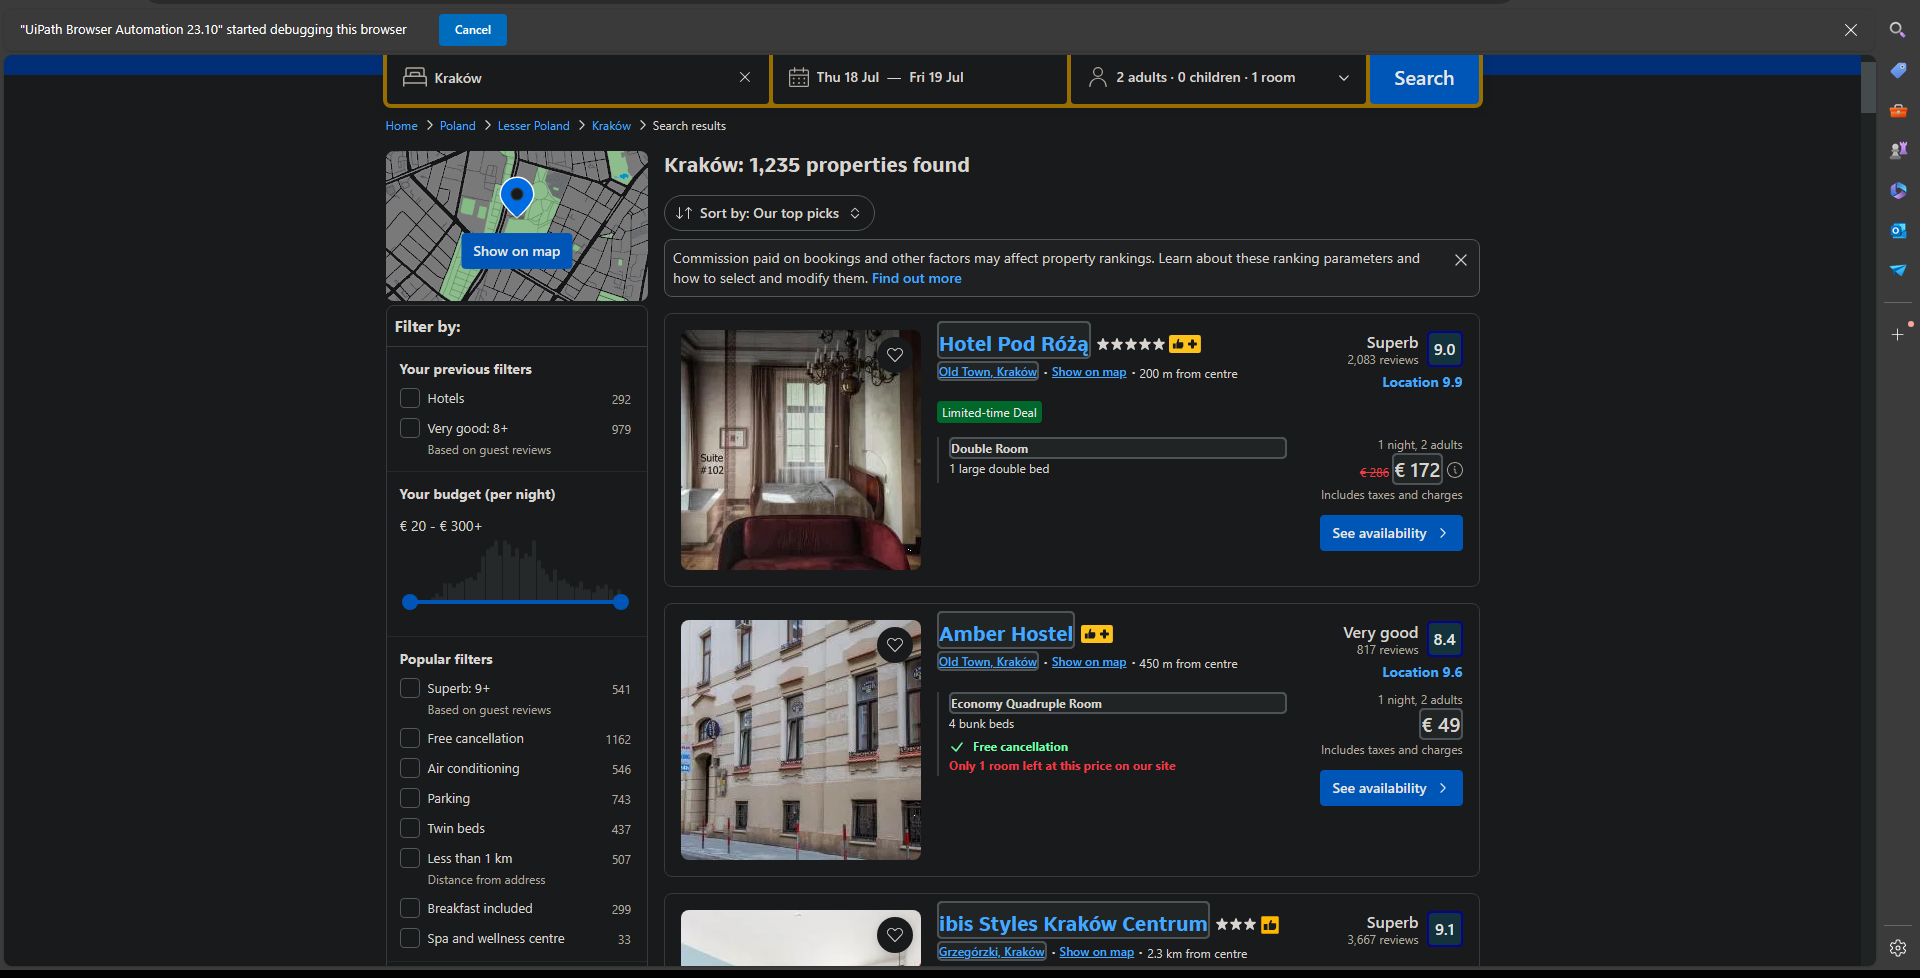 "UiPath Browser Automation 23.10" started debugging this browser
Cancel
Kraków
Thu 18 Jul — Fri 19 Jul
2 adults · 0 children · 1 room
Search
Home > Poland > Lesser Poland > Kraków > Search results
Show on map
Filter by:
Your previous filters
Hotels 292
Very good: 8+ 979
Based on guest reviews
Your budget (per night)
€ 20 - € 300+
Popular filters
Superb: 9+ 541
Based on guest reviews
Free cancellation 1162
Air conditioning 546
Parking 743
Twin beds 437
Less than 1 km 507
Distance from address
Breakfast included 299
Spa and wellness centre 33
Kraków: 1,235 properties found
Sort by: Our top picks
Commission paid on bookings and other factors may affect property rankings. Learn about these ranking parameters and
how to select and modify them. Find out more
Suite
#102
Hotel Pod Różą
Old Town, Kraków · Show on map · 200 m from centre
Limited-time Deal
Double Room
1 large double bed
Superb 9.0
2,083 reviews
Location 9.9
1 night, 2 adults
€ 286 € 172
Includes taxes and charges
See availability
Amber Hostel
Old Town, Kraków · Show on map · 450 m from centre
Economy Quadruple Room
4 bunk beds
Free cancellation
Only 1 room left at this price on our site
Very good 8.4
817 reviews
Location 9.6
1 night, 2 adults
€ 49
Includes taxes and charges
See availability
ibis Styles Kraków Centrum
Grzegórzki, Kraków · Show on map · 2.3 km from centre
Superb 9.1
3,667 reviews